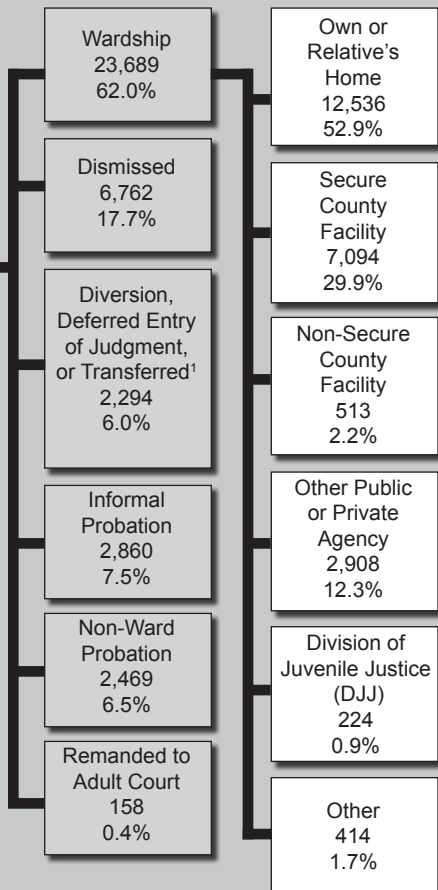 Wardship
23,689
62.0%
Dismissed
6,762
17.7%
Diversion,
Deferred Entry
of Judgment,
or Transferred¹
2,294
6.0%
Informal
Probation
2,860
7.5%
Non-Ward
Probation
2,469
6.5%
Remanded to
Adult Court
158
0.4%
Own or
Relative's
Home
12,536
52.9%
Secure
County
Facility
7,094
29.9%
Non-Secure
County
Facility
513
2.2%
Other Public
or Private
Agency
2,908
12.3%
Division of
Juvenile Justice
(DJJ)
224
0.9%
Other
414
1.7%